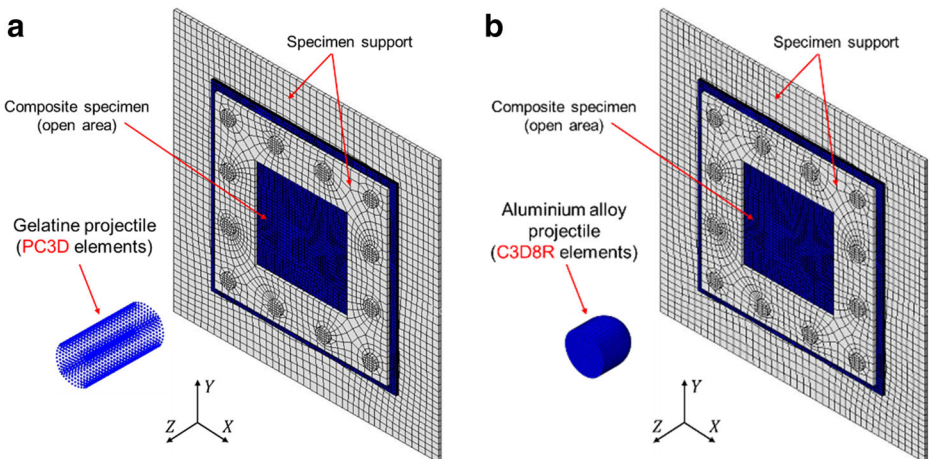 a
Specimen support
Composite specimen
(open area)
Gelatine projectile
(PC3D elements)
Y
Z
X
b
Specimen support
Composite specimen
(open area)
Aluminium alloy
projectile
(C3D8R elements)
Y
Z
X